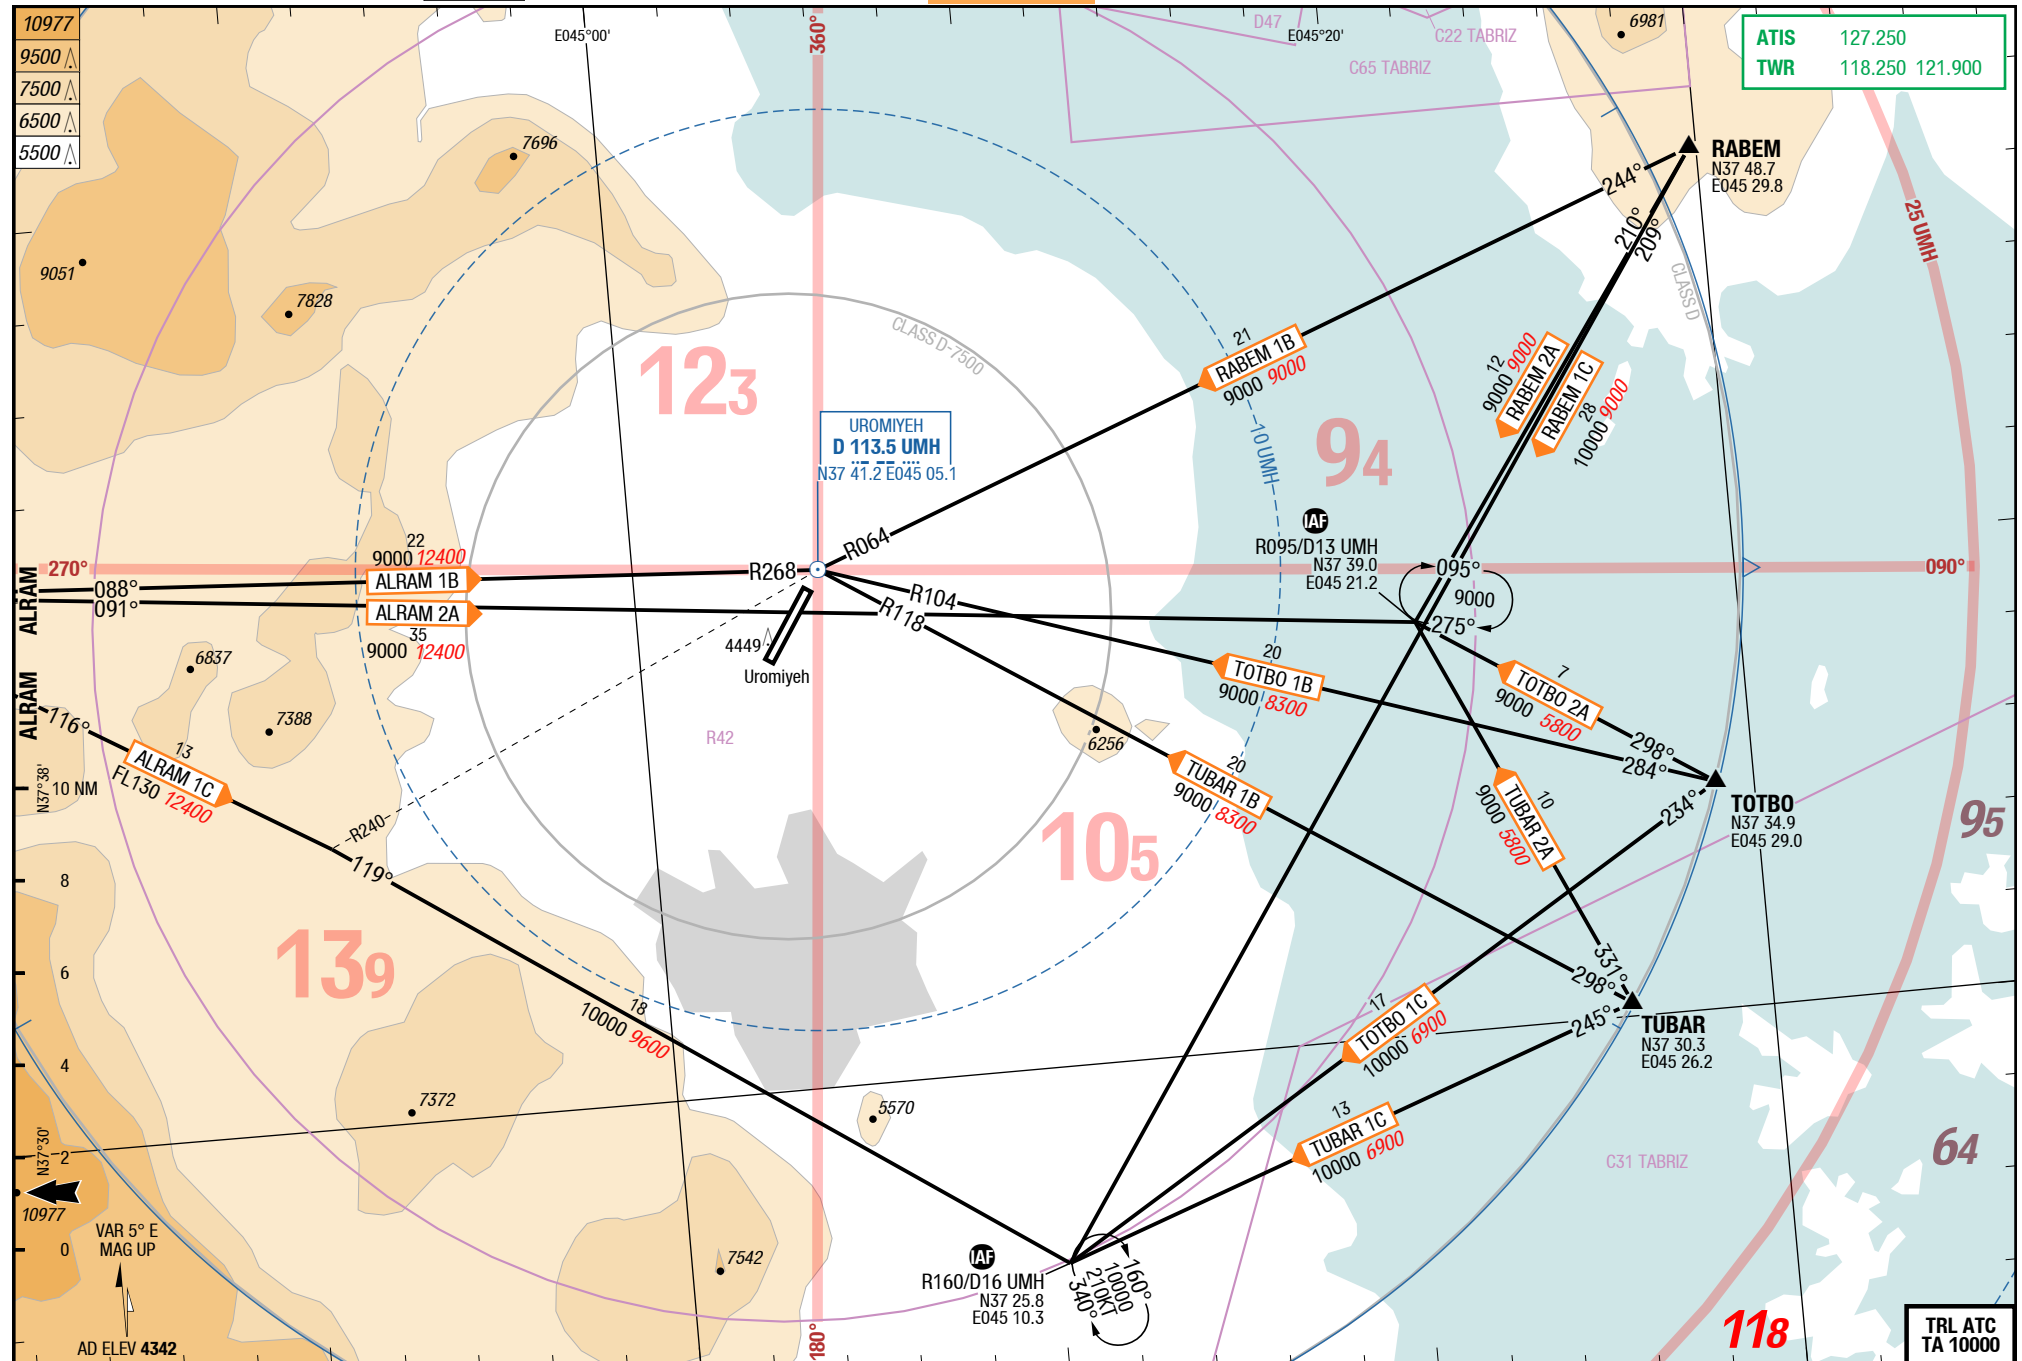 10977
9500
7500
6500
5500
E045°00'
360°
D47
E045°20'
C22 TABRIZ
C65 TABRIZ
6981
ATIS 127.250
TWR 118.250 121.900
7696
RABEM
N37 48.7
E045 29.8
244°
210°
209°
25 UMH
CLASS D
9051
7828
CLASS D-7500
123
21
RABEM 1B
9000 9000
12
9000 9000
RABEM 2A
RABEM 1C
28
10000 9000
UROMIYEH
D 113.5 UMH
N37 41.2 E045 05.1
10 UMH
94
IAF
R095/D13 UMH
N37 39.0
E045 21.2
R064
22
9000 12400
ALRAM 1B
R268
270°
088°
091°
ALRAM
ALRAM 2A
35
9000 12400
R104
R118
095°
9000
275°
090°
4449
Uromiyeh
6837
7388
ALRAM
116°
13
ALRAM 1C
FL130 12400
R42
20
TOTBO 1B
9000 8300
7
TOTBO 2A
9000 5800
298°
284°
6256
20
TUBAR 1B
9000 8300
10
TUBAR 2A
9000 5800
234°
TOTBO
N37 34.9
E045 29.0
95
N37°38'
10 NM
R240
119°
105
8
139
6
331°
298°
245°
TUBAR
N37 30.3
E045 26.2
18
10000 9600
17
TOTBO 1C
10000 6900
4
7372
5570
13
TUBAR 1C
10000 6900
C31 TABRIZ
64
N37°30'
2
10977
VAR 5° E
MAG UP
0
7542
IAF
R160/D16 UMH
N37 25.8
E045 10.3
160°
10000
210KT
340°
180°
AD ELEV 4342
118
TRL ATC
TA 10000